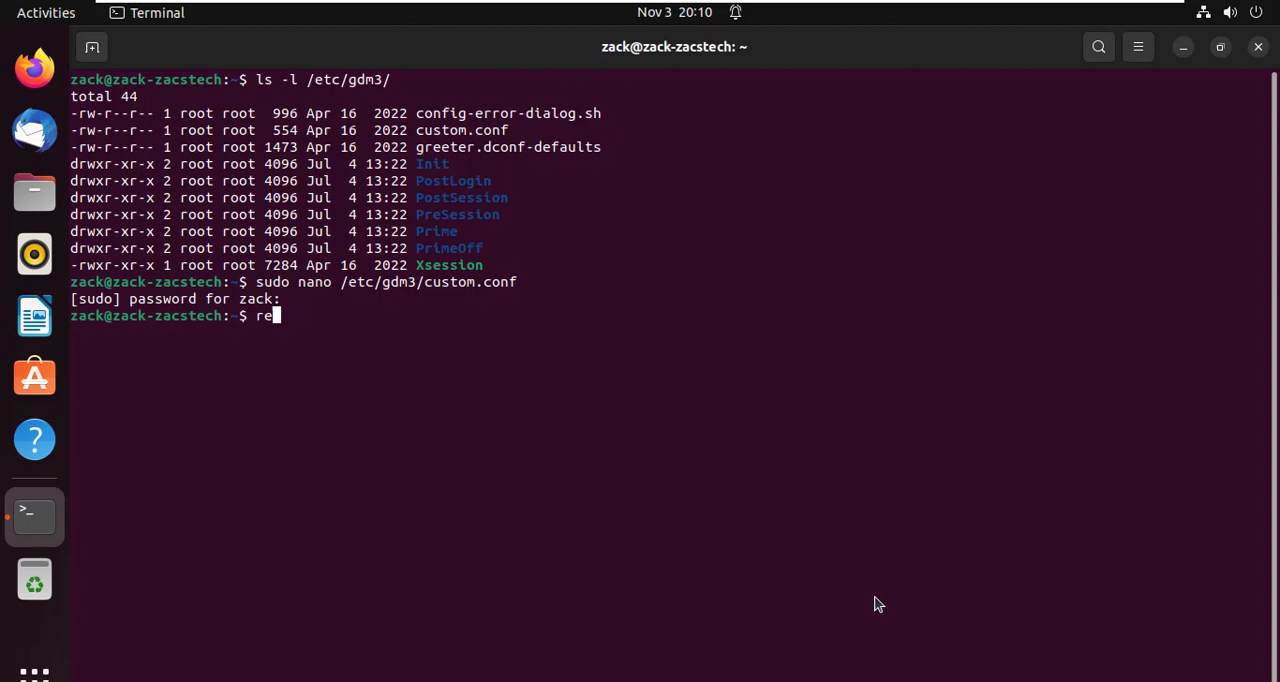 Activities
Terminal
Nov 3 20:10
zack@zack-zacstech: ~
zack@zack-zacstech:~$ ls -l /etc/gdm3/
total 44
-rw-r--r-- 1 root root  996 Apr 16  2022 config-error-dialog.sh
-rw-r--r-- 1 root root  554 Apr 16  2022 custom.conf
-rw-r--r-- 1 root root 1473 Apr 16  2022 greeter.dconf-defaults
drwxr-xr-x 2 root root 4096 Jul  4 13:22 Init
drwxr-xr-x 2 root root 4096 Jul  4 13:22 PostLogin
drwxr-xr-x 2 root root 4096 Jul  4 13:22 PostSession
drwxr-xr-x 2 root root 4096 Jul  4 13:22 PreSession
drwxr-xr-x 2 root root 4096 Jul  4 13:22 Prime
drwxr-xr-x 2 root root 4096 Jul  4 13:22 PrimeOff
-rwxr-xr-x 1 root root 7284 Apr 16  2022 Xsession
zack@zack-zacstech:~$ sudo nano /etc/gdm3/custom.conf
[sudo] password for zack:
zack@zack-zacstech:~$ re